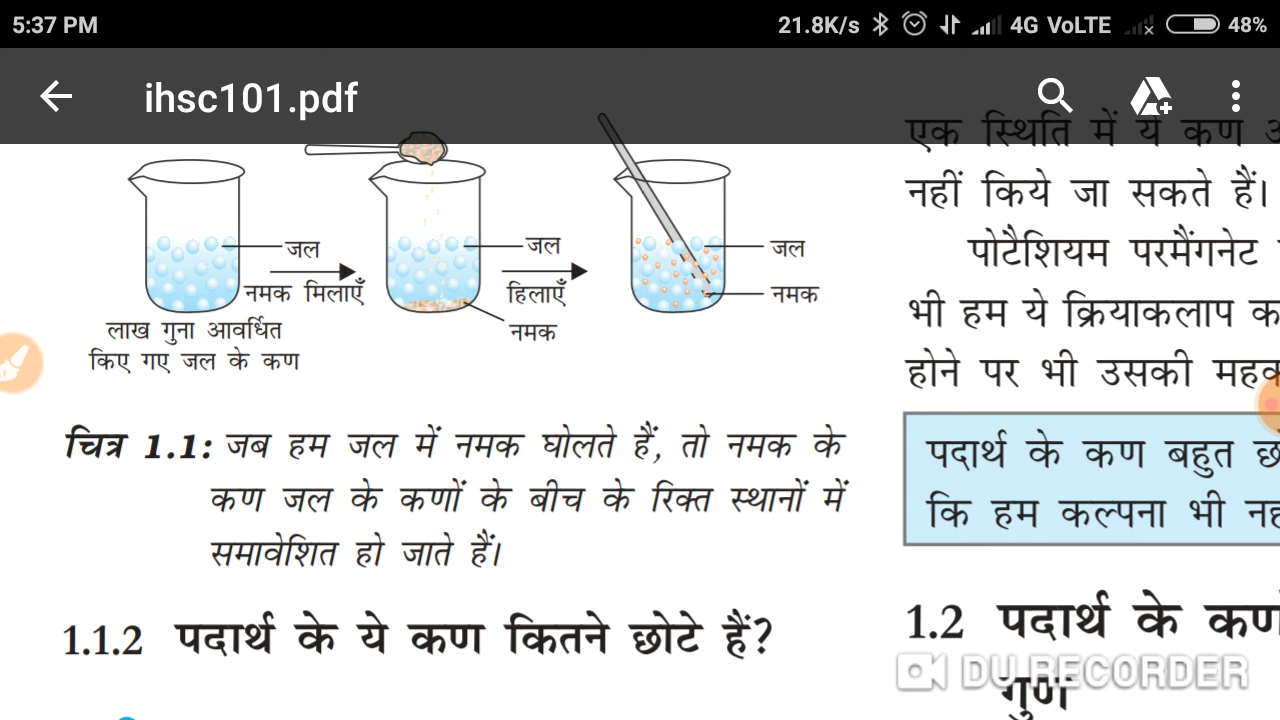 5:37 PM
21.8K/s 4G VoLTE 48%
ihsc101.pdf
जल
नमक मिलाएँ
लाख गुना आवर्धित
किए गए जल के कण
जल
हिलाएँ
नमक
जल
नमक
चित्र 1.1: जब हम जल में नमक घोलते हैं, तो नमक के
कण जल के कणों के बीच के रिक्त स्थानों में
समावेशित हो जाते हैं।
1.1.2 पदार्थ के ये कण कितने छोटे हैं?
एक स्थिति में ये कण
नहीं किये जा सकते हैं।
पोटैशियम परमैंगनेट
भी हम ये क्रियाकलाप
होने पर भी उसकी
पदार्थ के कण बहुत
कि हम कल्पना भी
1.2 पदार्थ के
गुण
DU RECORDER